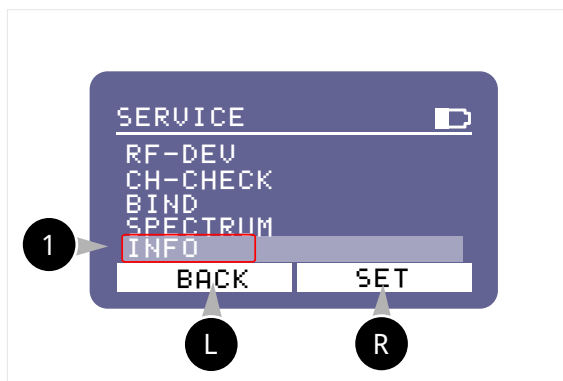 SERVICE
RF-DEV
CH-CHECK
BIND
SPECTRUM
1 INFO
BACK SET
L R